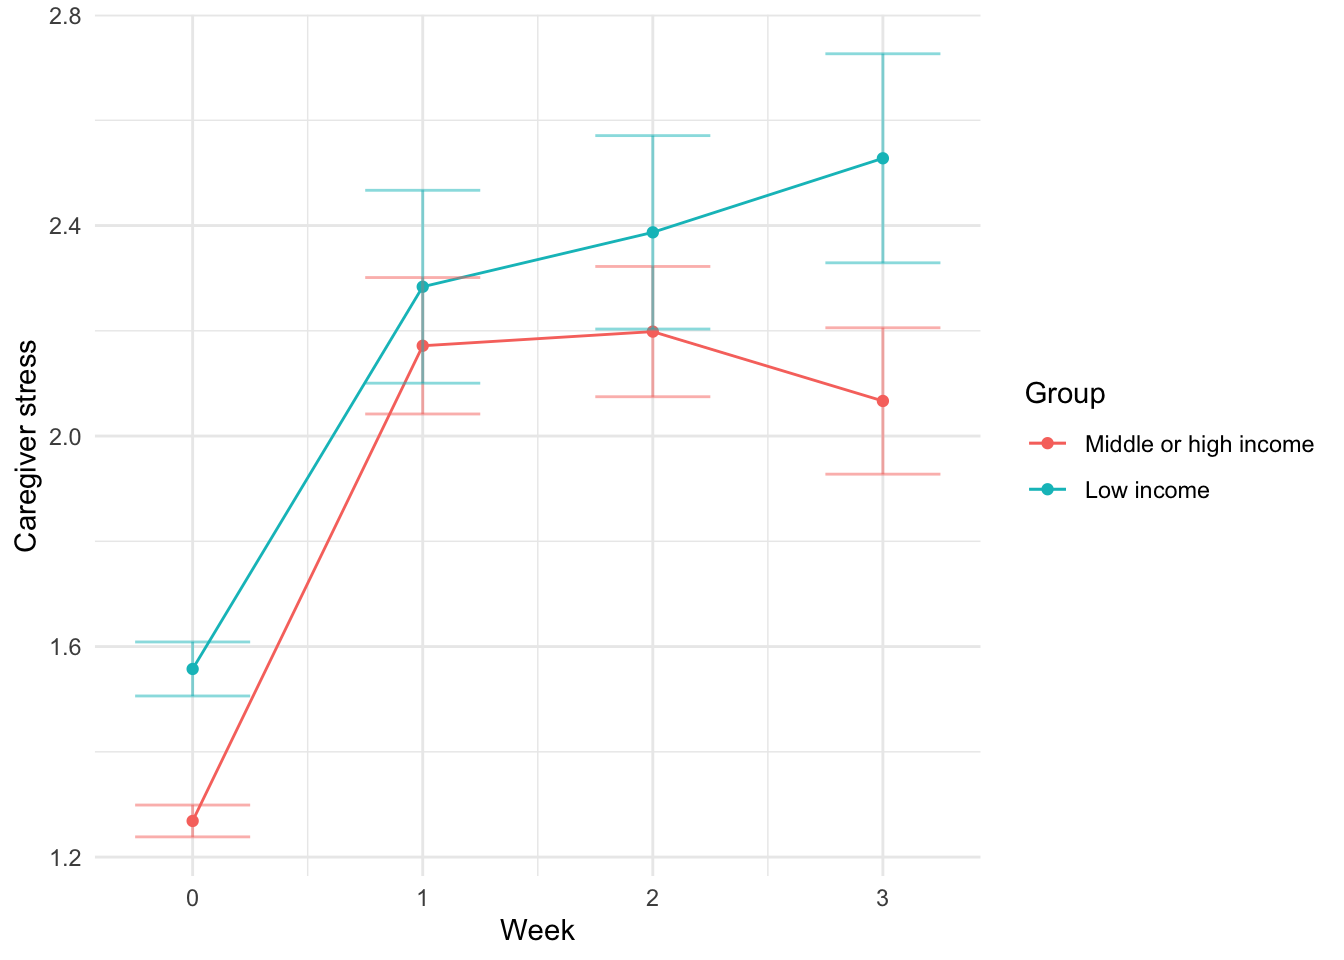 2.8
2.4
2.0
1.6
1.2
0 1 2 3
Week
Caregiver stress
Group
Middle or high income
Low income